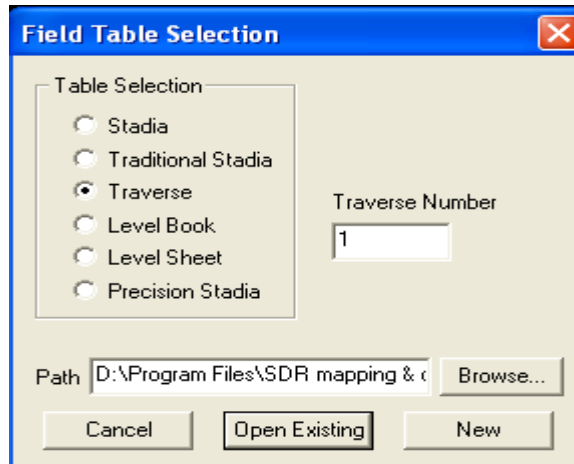 Field Table Selection
Table Selection
Stadia
Traditional Stadia
Traverse
Level Book
Level Sheet
Precision Stadia
Traverse Number
1
Path D:\Program Files\SDR mapping & Browse...
Cancel Open Existing New